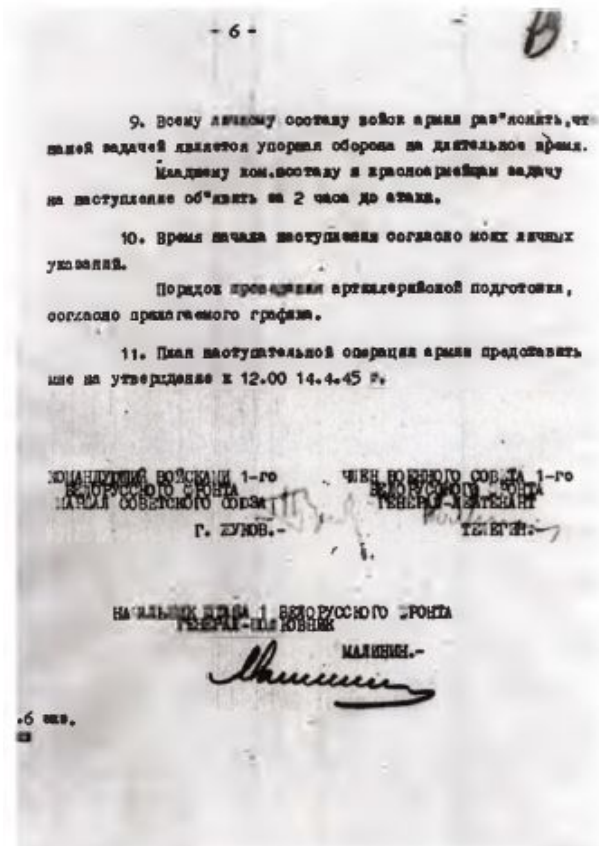 - 6 -
9. Всему личному составу войск армии раз"яснить, чт
нашей задачей является упорная оборона на длительное время.
Младшему ком.составу и красноармейцам задачу
на наступление об"явить за 2 часа до атаки.
10. Время начала наступления согласно моих личных
указаний.
Порядок проведения артиллерийской подготовки,
согласно прилагаемого графика.
11. План наступательной операции армии представить
мне на утверждение к 12.00 14.4.45 г.
КОМАНДУЮЩИЙ ВОЙСКАМИ 1-го
БЕЛОРУССКОГО ФРОНТА
МАРШАЛ СОВЕТСКОГО СОЮЗА
Г. ЖУКОВ.-
ЧЛЕН ВОЕННОГО СОВЕТА 1-го
БЕЛОРУССКОГО ФРОНТА
ГЕНЕРАЛ-ЛЕЙТЕНАНТ
ТЕЛЕГИН.-
НАЧАЛЬНИК ШТАБА 1 БЕЛОРУССКОГО ФРОНТА
ГЕНЕРАЛ-ПОЛКОВНИК
МАЛИНИН.-
.6 экз.